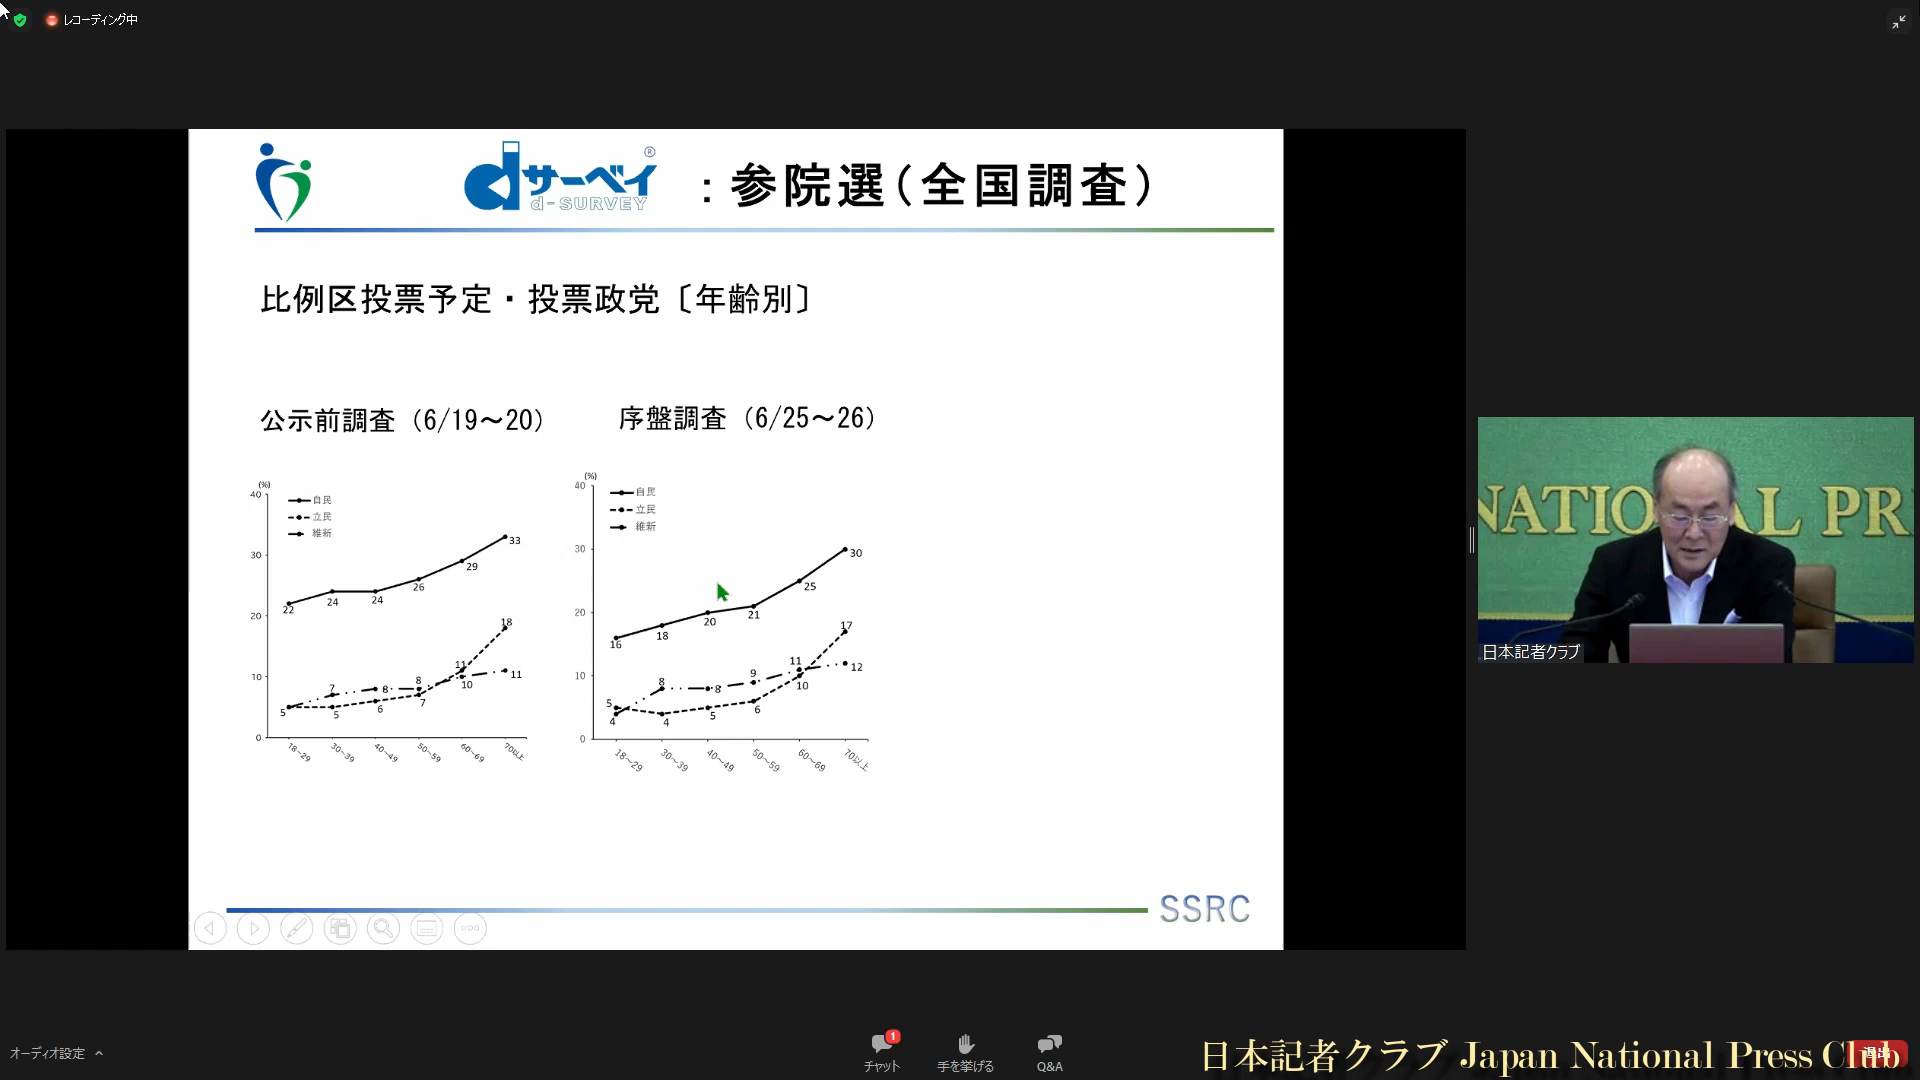 レコーディング中
dサーベイ ® ：参院選（全国調査）
d-SURVEY
比例区投票予定・投票政党〔年齢別〕
公示前調査（6/19～20）
(%)
40
30
20
10
0
自民
立民
維新
22
24
24
26
29
33
5
7
8
8
11
18
5
6
7
10
11
18～29
30～39
40～49
50～59
60～69
70以上
序盤調査（6/25～26）
(%)
40
30
20
10
0
自民
立民
維新
16
18
20
21
25
30
5
8
8
9
11
17
4
4
5
6
10
12
18～29
30～39
40～49
50～59
60～69
70以上
SSRC
NATIONAL PR
日本記者クラブ
オーディオ設定
1
チャット
手を挙げる
Q&A
日本記者クラブ Japan National Press Club
退出